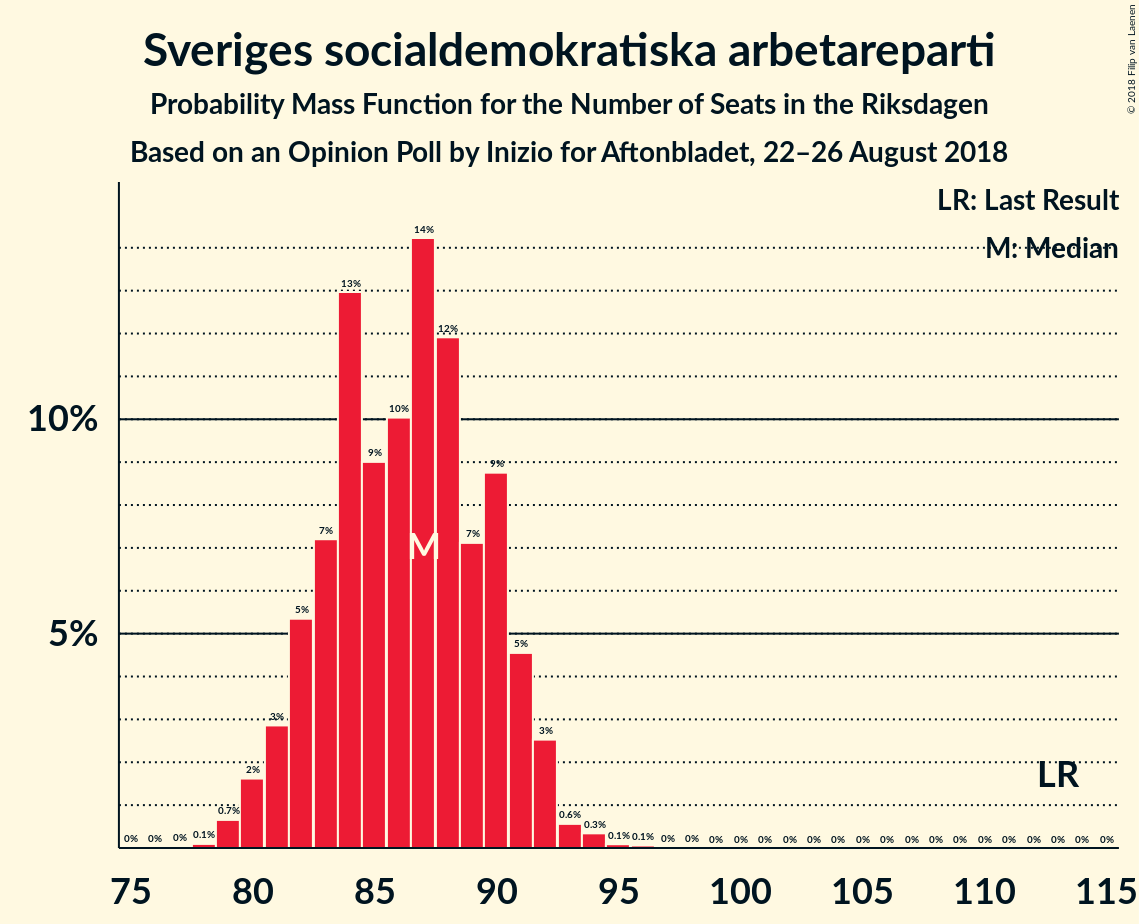 Sveriges socialdemokratiska arbetareparti
Probability Mass Function for the Number of Seats in the Riksdagen
Based on an Opinion Poll by Inizio for Aftonbladet, 22–26 August 2018
© 2018 Filip van Laenen
LR: Last Result
M: Median
10%
5%
0% 0% 0% 0.1% 0.7% 2% 3% 5% 7% 13% 9% 10% 14% 12% 7% 9% 5% 3% 0.6% 0.3% 0.1% 0.1% 0% 0% 0% 0% 0% 0% 0% 0% 0% 0% 0% 0% 0% 0% 0% 0% 0% 0% 0%
M
LR
75 80 85 90 95 100 105 110 115